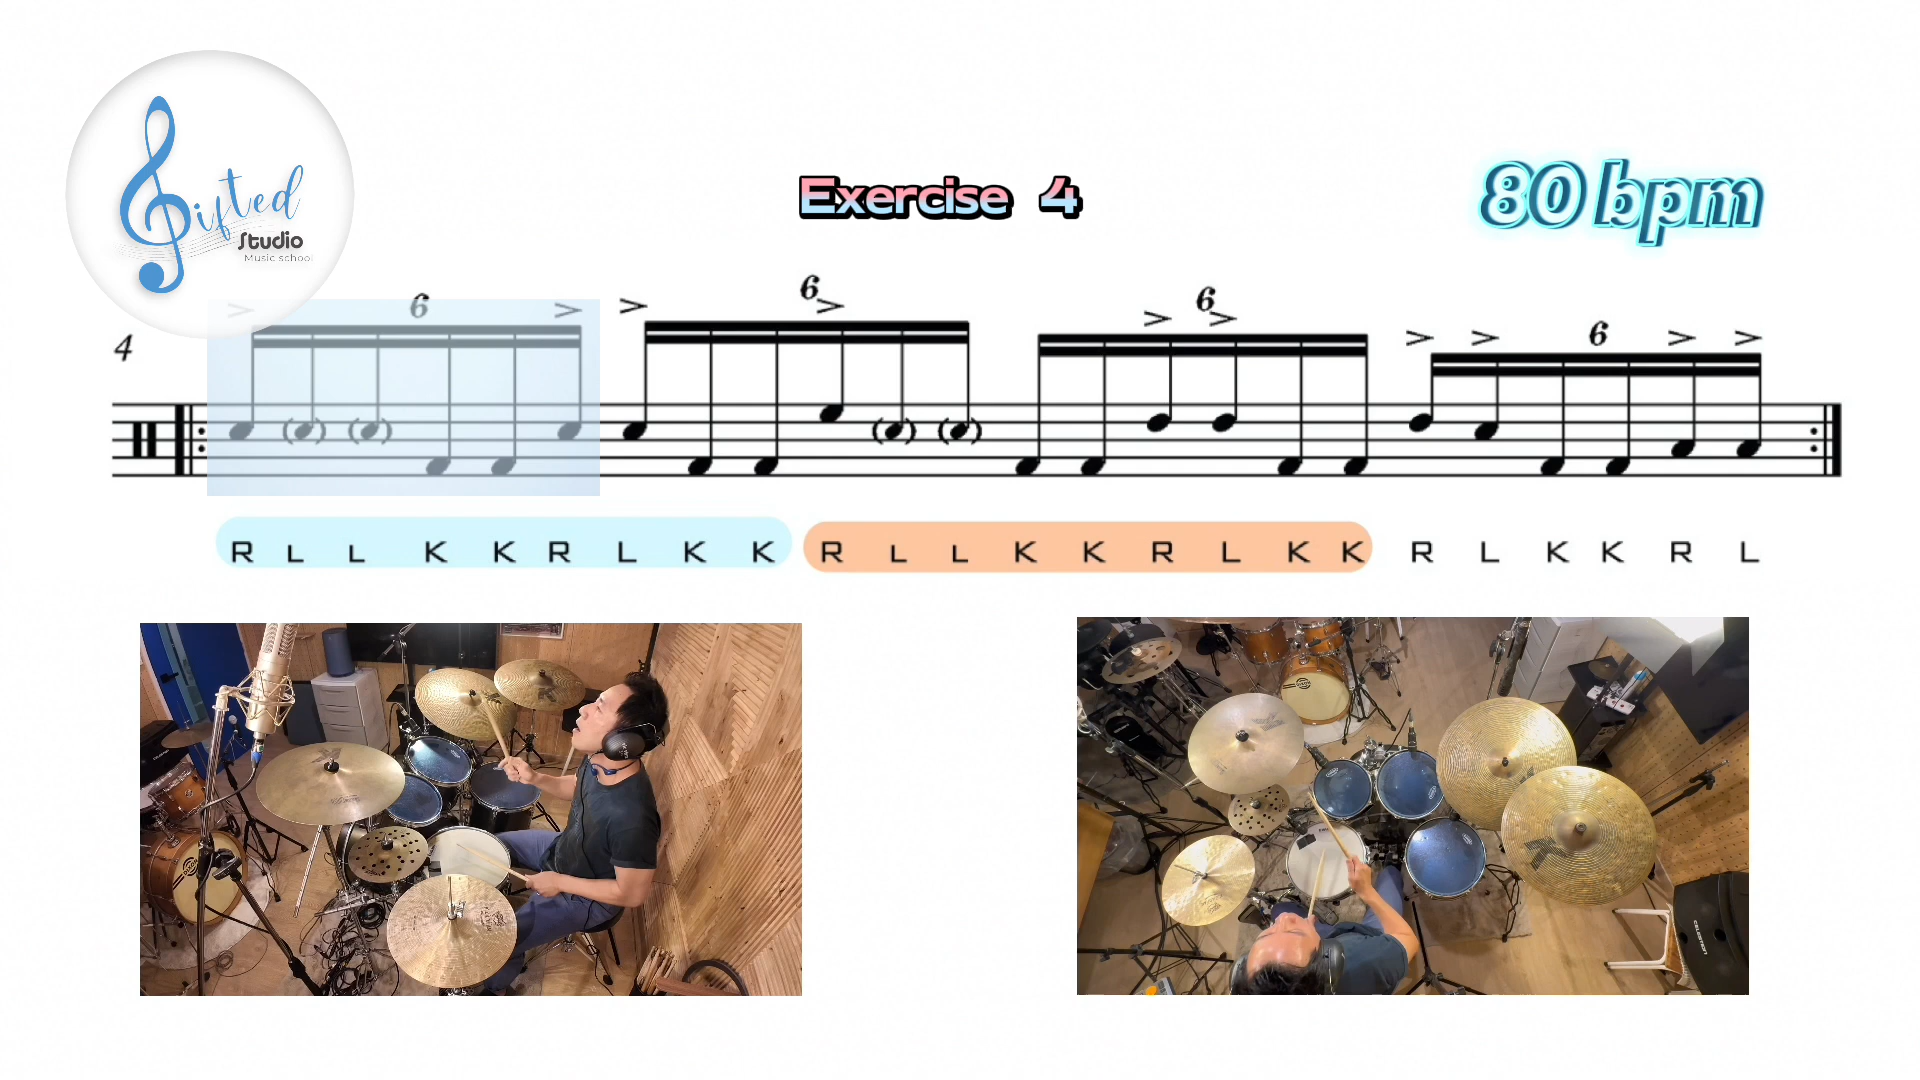 Gifted
Studio
Music school
Exercise 4
80 bpm
6 6 6 6
4
R L L K K R L K K R L L K K R L K K R L K K R L